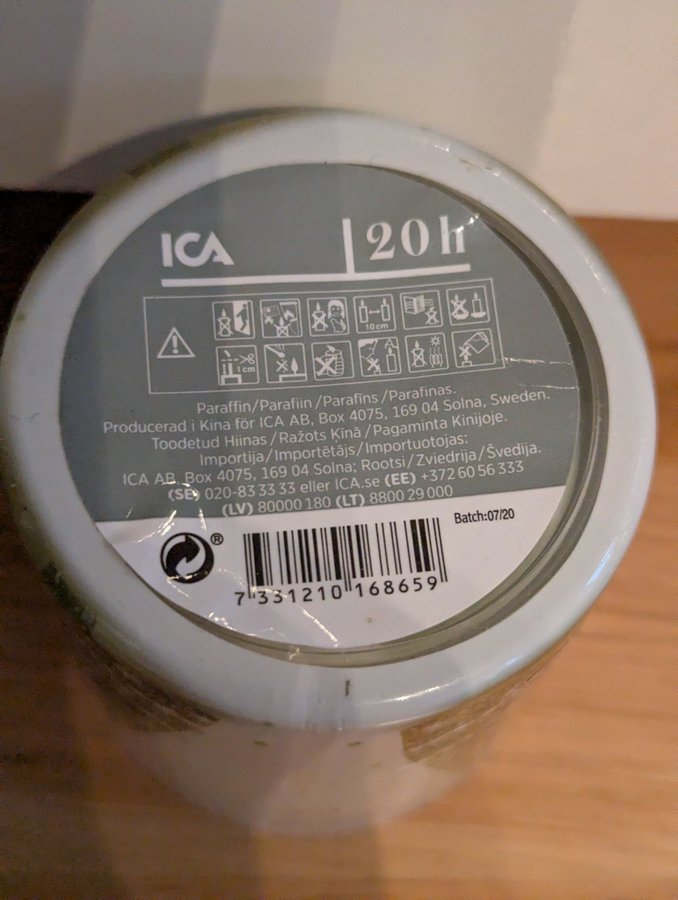 ICA
20 h
10 cm
1 cm
Paraffin/Parafiin/Parafīns/Parafinas.
Producerad i Kina för ICA AB, Box 4075, 169 04 Solna, Sweden.
Toodetud Hiinas/Ražots Ķīnā/Pagaminta Kinijoje.
Importija/Importētājs/Importuotojas:
ICA AB, Box 4075, 169 04 Solna; Rootsi/Zviedrija/Švedija.
(SE) 020-83 33 33 eller ICA.se (EE) +372 60 56 333
(LV) 80000 180 (LT) 8800 29 000
Batch:07/20
®
7 331210 168659